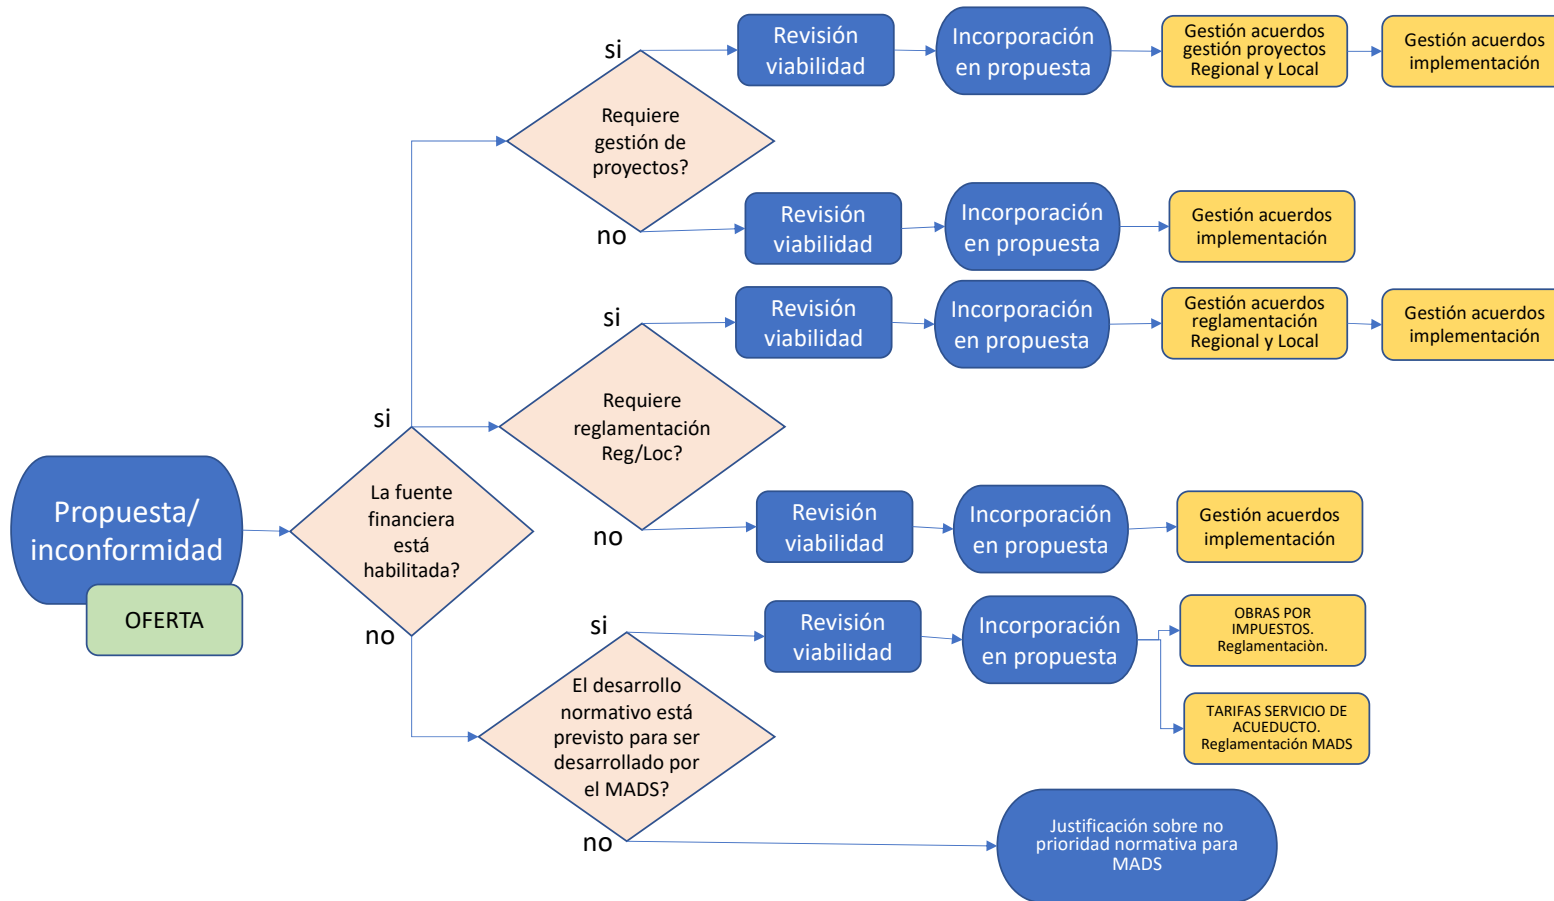 Propuesta/
inconformidad
OFERTA
La fuente
financiera
está
habilitada?
si
no
Requiere
gestión de
proyectos?
si
Revisión
viabilidad
Incorporación
en propuesta
Gestión acuerdos
gestión proyectos
Regional y Local
Gestión acuerdos
implementación
no
Revisión
viabilidad
Incorporación
en propuesta
Gestión acuerdos
implementación
Requiere
reglamentación
Reg/Loc?
si
Revisión
viabilidad
Incorporación
en propuesta
Gestión acuerdos
reglamentación
Regional y Local
Gestión acuerdos
implementación
no
Revisión
viabilidad
Incorporación
en propuesta
Gestión acuerdos
implementación
El desarrollo
normativo está
previsto para ser
desarrollado por
el MADS?
si
Revisión
viabilidad
Incorporación
en propuesta
OBRAS POR
IMPUESTOS.
Reglamentaciòn.
TARIFAS SERVICIO DE
ACUEDUCTO.
Reglamentación MADS
no
Justificación sobre no
prioridad normativa para
MADS